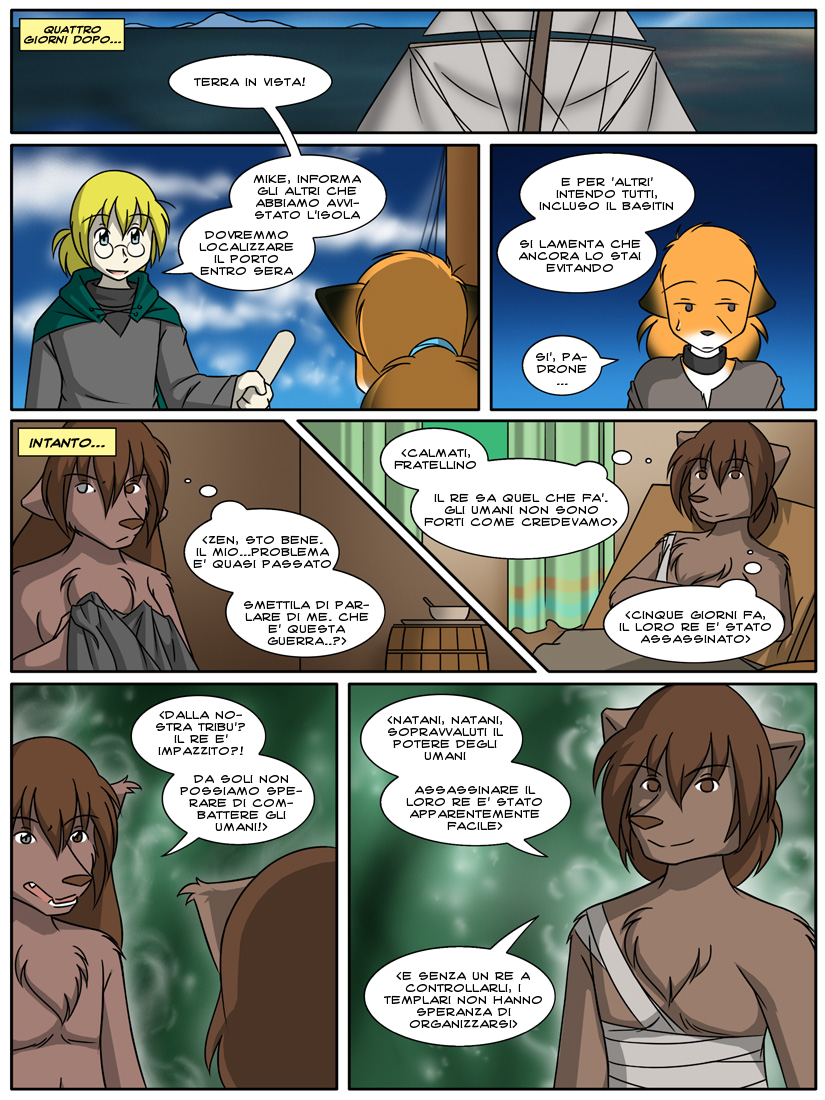 QUATTRO
GIORNI DOPO...
TERRA IN VISTA!
MIKE, INFORMA
GLI ALTRI CHE
ABBIAMO AVVI-
STATO L'ISOLA
DOVREMMO
LOCALIZZARE
IL PORTO
ENTRO SERA
E PER 'ALTRI'
INTENDO TUTTI,
INCLUSO IL BASITIN
SI LAMENTA CHE
ANCORA LO STAI
EVITANDO
SI', PA-
DRONE
...
INTANTO...
<ZEN, STO BENE.
IL MIO...PROBLEMA
E' QUASI PASSATO
SMETTILA DI PAR-
LARE DI ME. CHE
E' QUESTA
GUERRA..?>
<CALMATI,
FRATELLINO
IL RE SA QUEL CHE FA'.
GLI UMANI NON SONO
FORTI COME CREDEVAMO>
<CINQUE GIORNI FA,
IL LORO RE E' STATO
ASSASSINATO>
<DALLA NO-
STRA TRIBU'?
IL RE E'
IMPAZZITO?!
DA SOLI NON
POSSIAMO SPE-
RARE DI COM-
BATTERE GLI
UMANI!>
<NATANI, NATANI,
SOPRAVVALUTI IL
POTERE DEGLI
UMANI
ASSASSINARE IL
LORO RE E' STATO
APPARENTEMENTE
FACILE>
<E SENZA UN RE A
CONTROLLARLI, I
TEMPLARI NON HANNO
SPERANZA DI
ORGANIZZARSI>